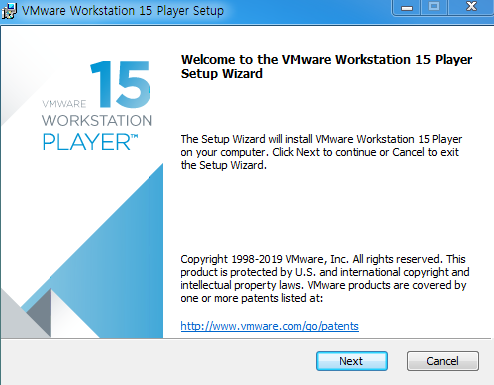 VMware Workstation 15 Player Setup
VMWARE 15
WORKSTATION
PLAYER™
Welcome to the VMware Workstation 15 Player
Setup Wizard
The Setup Wizard will install VMware Workstation 15 Player
on your computer. Click Next to continue or Cancel to exit
the Setup Wizard.
Copyright 1998-2019 VMware, Inc. All rights reserved. This
product is protected by U.S. and international copyright and
intellectual property laws. VMware products are covered by
one or more patents listed at:
http://www.vmware.com/go/patents
Next
Cancel